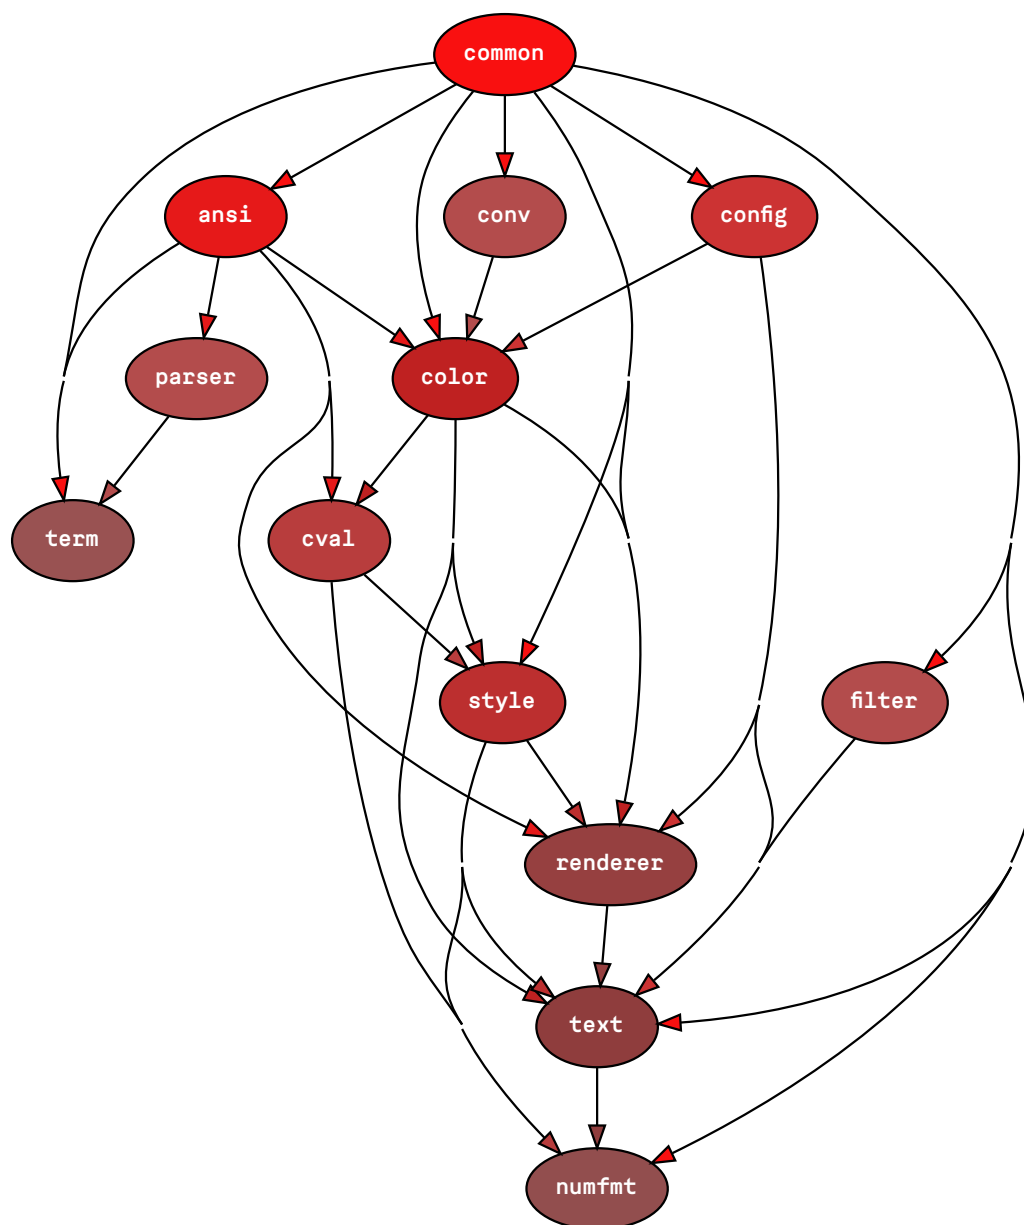 common
ansi
conv
config
parser
color
term
cval
style
filter
renderer
text
numfmt